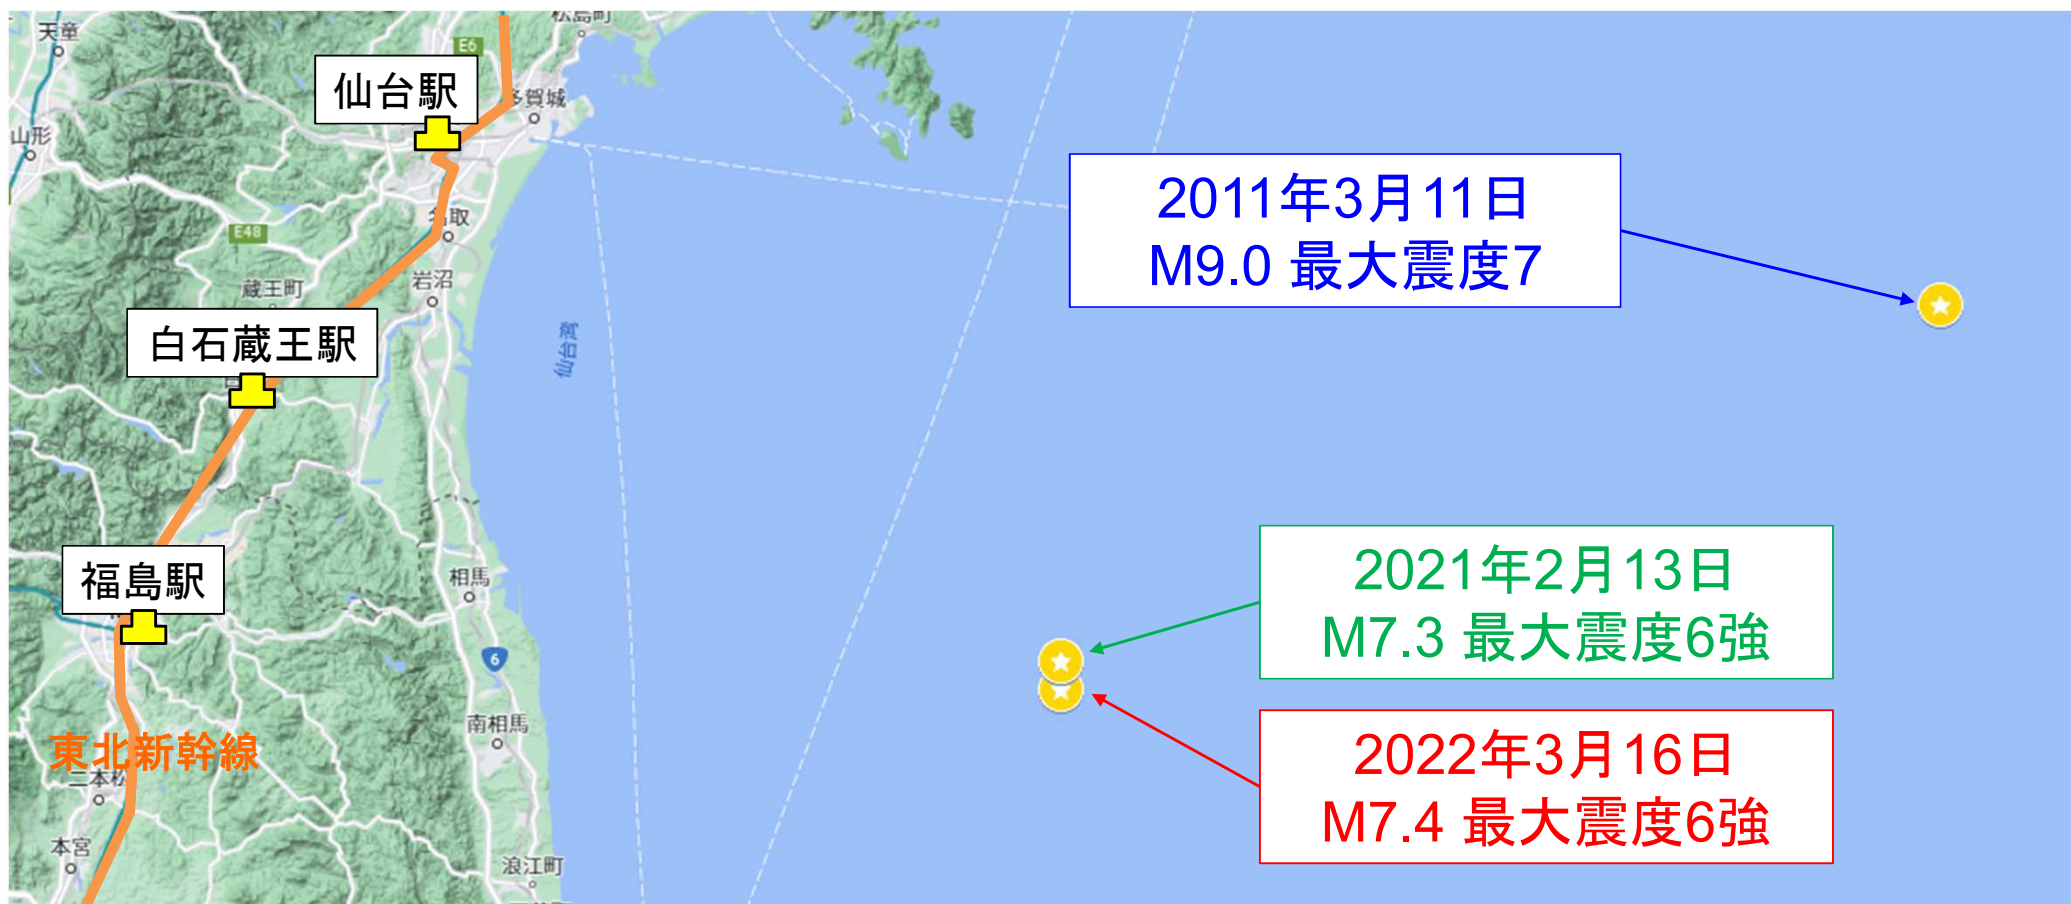 天童
松島町
E6
仙台駅
多賀城
山形
2011年3月11日
M9.0 最大震度7
名取
E48
蔵王町
岩沼
白石蔵王駅
仙台湾
2021年2月13日
M7.3 最大震度6強
福島駅
相馬
6
南相馬
東北新幹線
二本松
2022年3月16日
M7.4 最大震度6強
本宮
浪江町